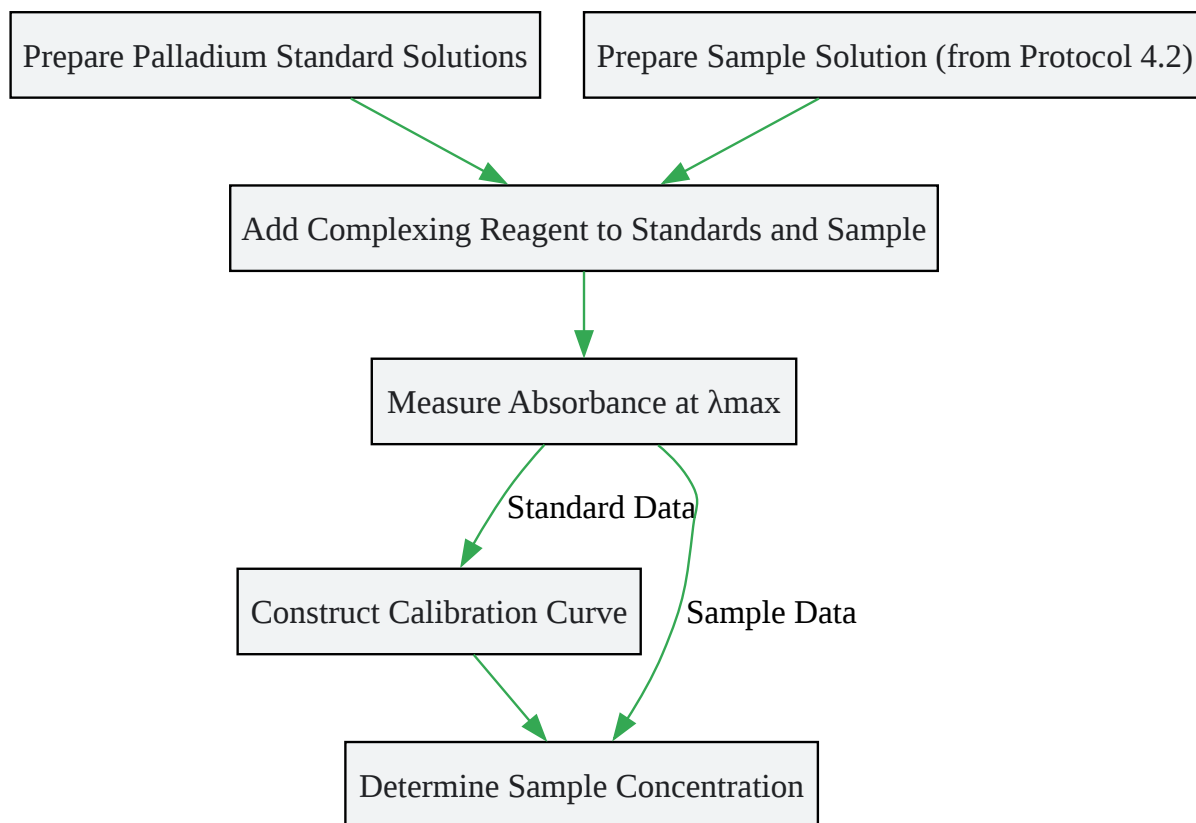 Prepare Palladium Standard Solutions
Prepare Sample Solution (from Protocol 4.2)
Add Complexing Reagent to Standards and Sample
Measure Absorbance at λmax
Standard Data
Construct Calibration Curve
Sample Data
Determine Sample Concentration